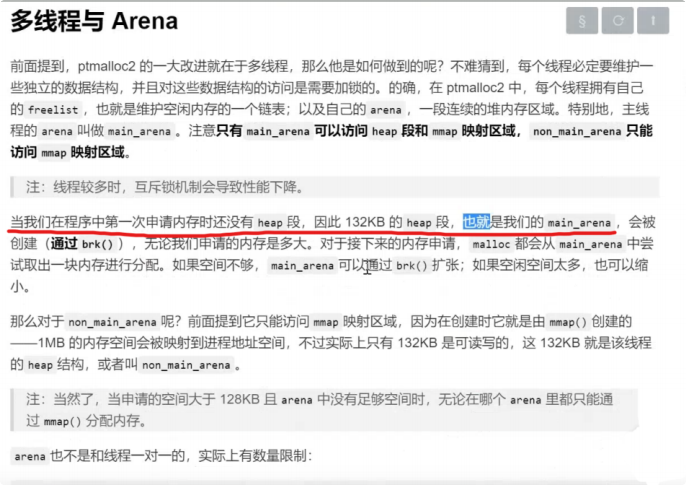 多线程与 Arena
前面提到，ptmalloc2 的一大改进就在于多线程，那么他是如何做到的呢？不难猜到，每个线程必定要维护一
些独立的数据结构，并且对这些数据结构的访问是需要加锁的。的确，在 ptmalloc2 中，每个线程拥有自己
的 freelist，也就是维护空闲内存的一个链表；以及自己的 arena，一段连续的堆内存区域。特别地，主线
程的 arena 叫做 main_arena。注意只有 main_arena 可以访问 heap 段和 mmap 映射区域，non_main_arena 只能
访问 mmap 映射区域。
注：线程较多时，互斥锁机制会导致性能下降。
当我们在程序中第一次申请内存时还没有 heap 段，因此 132KB 的 heap 段，也就是我们的 main_arena，会被
创建（通过 brk()），无论我们申请的内存是多大。对于接下来的内存申请，malloc 都会从 main_arena 中尝
试取出一块内存进行分配。如果空间不够，main_arena 可以通过 brk() 扩张；如果空闲空间太多，也可以缩
小。
那么对于 non_main_arena 呢？前面提到它只能访问 mmap 映射区域，因为在创建时它就是由 mmap() 创建的
——1MB 的内存空间会被映射到进程地址空间，不过实际上只有 132KB 是可读写的，这 132KB 就是该线程
的 heap 结构，或者叫 non_main_arena。
注：当然了，当申请的空间大于 128KB 且 arena 中没有足够空间时，无论在哪个 arena 里都只能通
过 mmap() 分配内存。
arena 也不是和线程一对一的，实际上有数量限制：